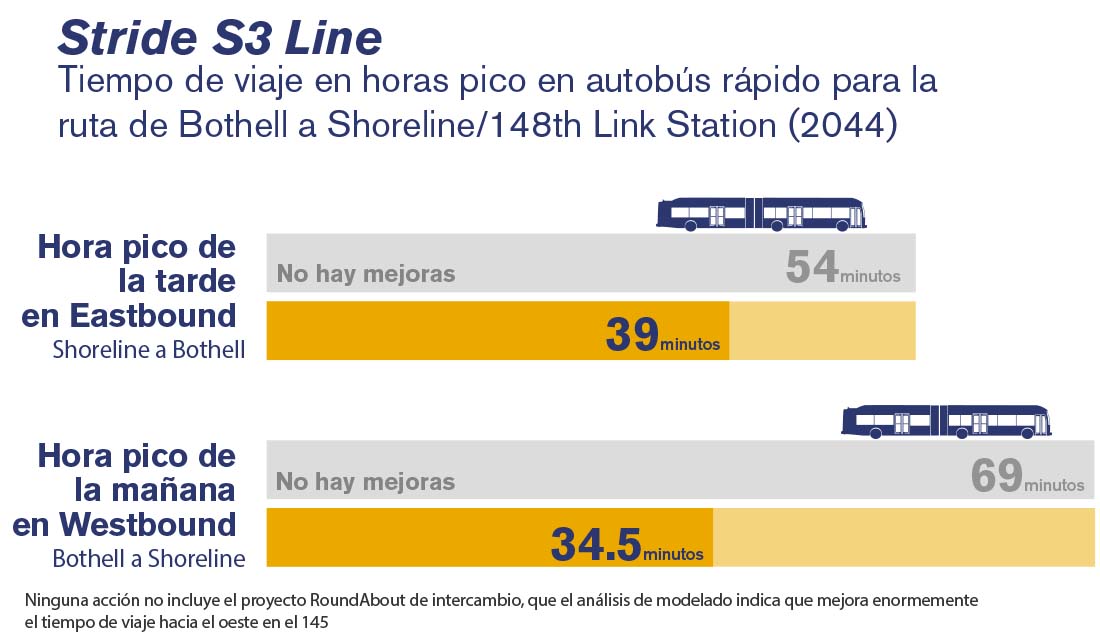 Stride S3 Line
Tiempo de viaje en horas pico en autobús rápido para la
ruta de Bothell a Shoreline/148th Link Station (2044)
Hora pico de
la tarde
en Eastbound
Shoreline a Bothell
No hay mejoras
54 minutos
39 minutos
Hora pico de
la mañana
en Westbound
Bothell a Shoreline
No hay mejoras
69 minutos
34.5 minutos
Ninguna acción no incluye el proyecto RoundAbout de intercambio, que el análisis de modelado indica que mejora enormemente
el tiempo de viaje hacia el oeste en el 145